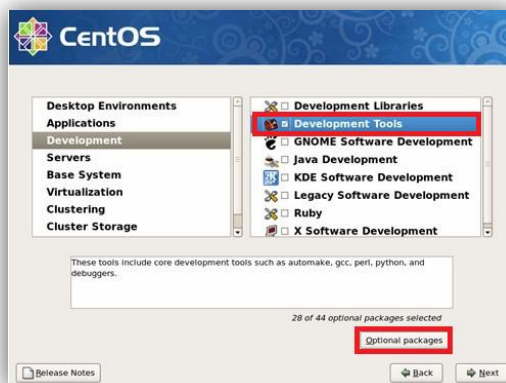 CentOS
Desktop Environments
Applications
Development
Servers
Base System
Virtualization
Clustering
Cluster Storage
Development Libraries
Development Tools
GNOME Software Development
Java Development
KDE Software Development
Legacy Software Development
Ruby
X Software Development
These tools include core development tools such as automake, gcc, perl, python, and
debuggers.
28 of 44 optional packages selected
Optional packages
Release Notes
Back
Next